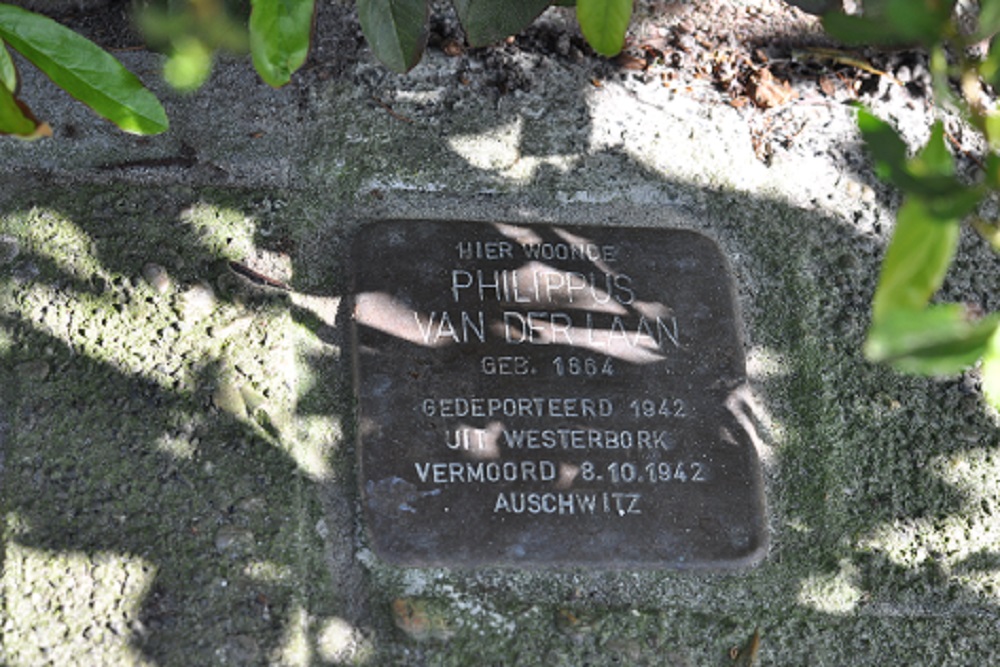 HIER WOONDE
PHILIPPUS
VAN DER LAAN
GEB. 1864
GEDEPORTEERD 1942
UIT WESTERBORK
VERMOORD 8.10.1942
AUSCHWITZ